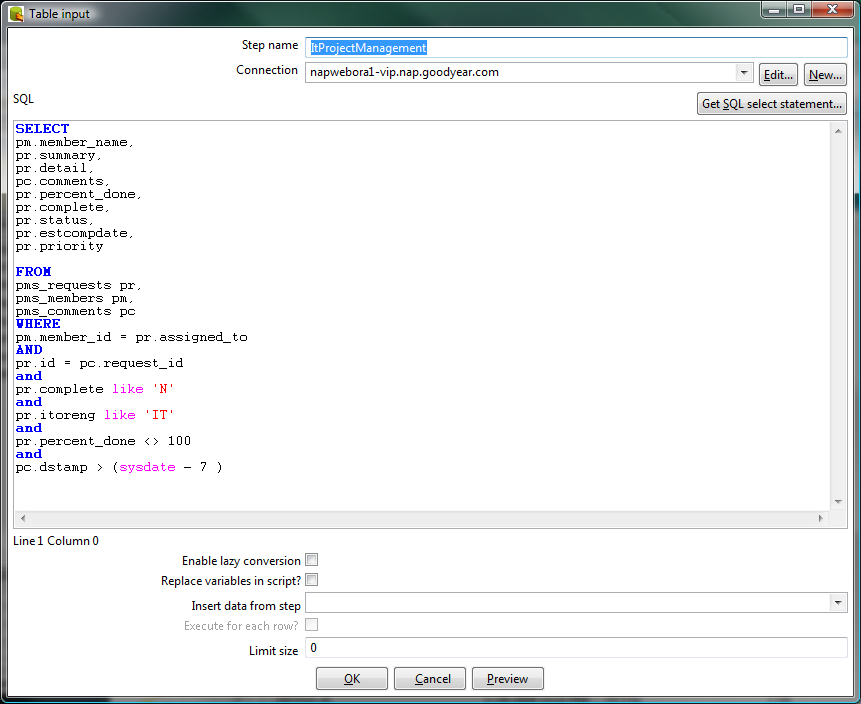 Table input
Step name ItProjectManagement
Connection napwebora1-vip.nap.goodyear.com Edit... New...
SQL Get SQL select statement...
SELECT
pm.member_name,
pr.summary,
pr.detail,
pc.comments,
pr.percent_done,
pr.complete,
pr.status,
pr.estcompdate,
pr.priority
FROM
pms_requests pr,
pms_members pm,
pms_comments pc
WHERE
pm.member_id = pr.assigned_to
AND
pr.id = pc.request_id
and
pr.complete like 'N'
and
pr.itoreng like 'IT'
and
pr.percent_done <> 100
and
pc.dstamp > (sysdate - 7 )
Line 1 Column 0
Enable lazy conversion
Replace variables in script?
Insert data from step
Execute for each row?
Limit size 0
OK Cancel Preview